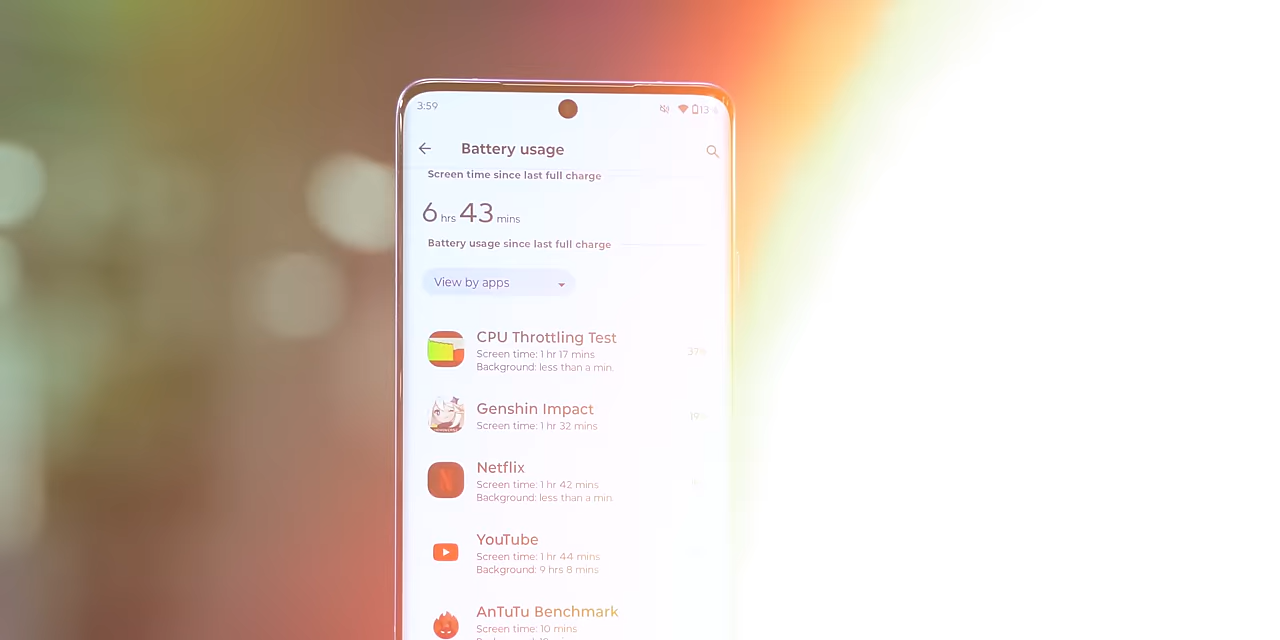 3:59
13
Battery usage
Screen time since last full charge
6 hrs 43 mins
Battery usage since last full charge
View by apps
CPU Throttling Test
Screen time: 1 hr 17 mins
37%
Background: less than a min.
Genshin Impact
19%
Screen time: 1 hr 32 mins
Netflix
Screen time: 1 hr 42 mins
Background: less than a min
YouTube
Screen time: 1 hr 44 mins
Background: 9 hrs 8 mins
AnTuTu Benchmark
Screen time: 10 mins